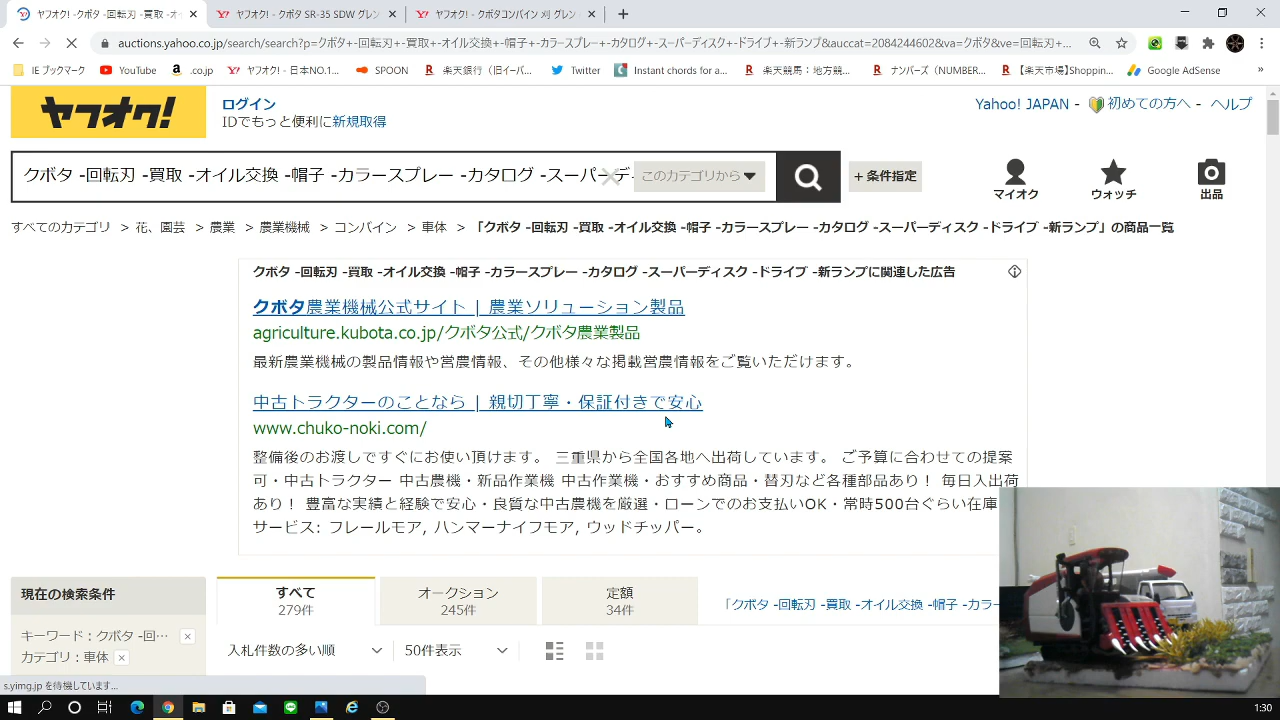 ヤフオク! -クボタ -回転刃 -買取 -オイ
ヤフオク! - クボタ SR-35 SDW グレン
ヤフオク! - クボタコンバイン 刈 グレン
auctions.yahoo.co.jp/search/search?p=クボタ+-回転刃+-買取+-オイル交換+-帽子+-カラースプレー+-カタログ+-スーパーディスク+-ドライブ+-新ランプ&auccat=2084244602&va=クボタ&ve=回転刃+...
IEブックマーク
YouTube
.co.jp
ヤフオク! - 日本NO.1...
SPOON
楽天銀行（旧イー バ...
Twitter
Instant chords for a...
楽天競馬：地方競...
ナンバーズ（NUMBER...
【楽天市場】Shoppin...
Google AdSense
»
ヤフオク!
ログイン
IDでもっと便利に新規取得
Yahoo! JAPAN - 初めての方へ - ヘルプ
クボタ -回転刃 -買取 -オイル交換 -帽子 -カラースプレー -カタログ -スーパーデ
このカテゴリから
+ 条件指定
マイオク
ウォッチ
出品
すべてのカテゴリ > 花、園芸 > 農業 > 農業機械 > コンバイン > 車体 > 「クボタ -回転刃 -買取 -オイル交換 -帽子 -カラースプレー -カタログ -スーパーディスク -ドライブ -新ランプ」の商品一覧
クボタ -回転刃 -買取 -オイル交換 -帽子 -カラースプレー -カタログ -スーパーディスク -ドライブ -新ランプに関連した広告
クボタ農業機械公式サイト | 農業ソリューション製品
agriculture.kubota.co.jp/クボタ公式/クボタ農業製品
最新農業機械の製品情報や営農情報、その他様々な掲載営農情報をご覧いただけます。
中古トラクターのことなら | 親切丁寧・保証付きで安心
www.chuko-noki.com/
整備後のお渡しですぐにお使い頂けます。 三重県から全国各地へ出荷しています。 ご予算に合わせての提案
可・中古トラクター 中古農機・新品作業機 中古作業機・おすすめ商品・替刃など各種部品あり！ 毎日入出荷
あり！ 豊富な実績と経験で安心・良質な中古農機を厳選・ローンでのお支払いOK・常時500台ぐらい在庫
サービス: フレールモア, ハンマーナイフモア, ウッドチッパー。
現在の検索条件
すべて
279件
オークション
245件
定額
34件
「クボタ -回転刃 -買取 -オイル交換 -帽子 -カラー
キーワード：クボタ -回…
カテゴリ：車体
入札件数の多い順
50件表示
s.yimg.jp を待機しています...
1:30